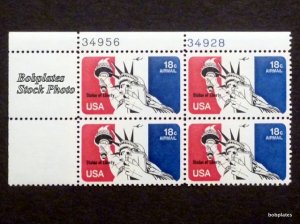 34956
34928
Bobplates
Stock Photo
18c
AIRMAIL
Statue of Liberty
USA
18c
AIRMAIL
Statue of Liberty
USA
18c
AIRMAIL
Statue of Liberty
USA
18c
AIRMAIL
Statue of Liberty
USA
bobplates